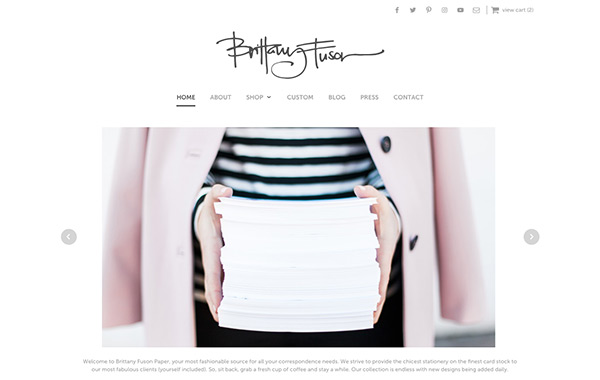 view cart (2)
Brittany Fuson
HOME ABOUT SHOP CUSTOM BLOG PRESS CONTACT
Welcome to Brittany Fuson Paper, your most fashionable source for all your correspondence needs. We strive to provide the chicest stationery on the finest card stock to
our most fabulous clients (yourself included). So, sit back, grab a fresh cup of coffee and stay a while. Our collection is endless with new designs being added daily.